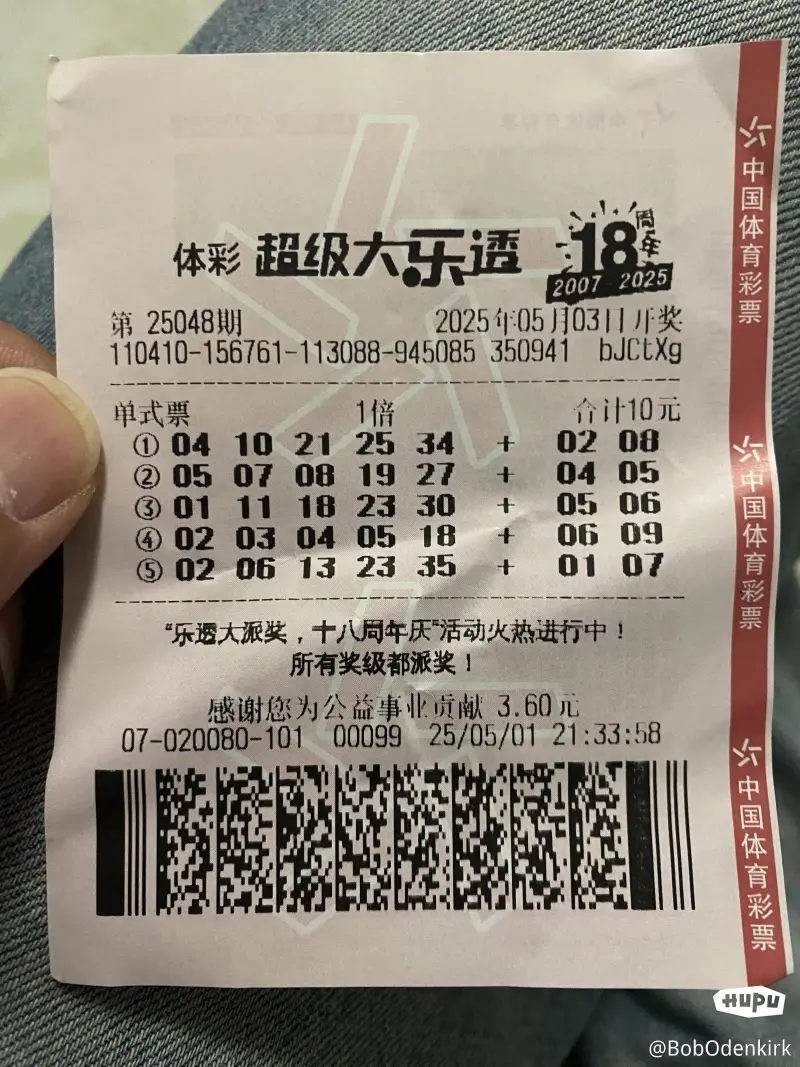 体彩 超级大乐透 18周年
2007-2025
第 25048期 2025年05月03日开奖
110410-156761-113088-945085 350941 bJCtXg
单式票 1倍 合计10元
① 04 10 21 25 34 + 02 08
② 05 07 08 19 27 + 04 05
③ 01 11 18 23 30 + 05 06
④ 02 03 04 05 18 + 06 09
⑤ 02 06 13 23 35 + 01 07
“乐透大派奖，十八周年庆”活动火热进行中！
所有奖级都派奖！
感谢您为公益事业贡献 3.60元
07-020080-101 00099 25/05/01 21:33:58
中国体育彩票
中国体育彩票
中国体育彩票
HUPU
@BobOdenkirk